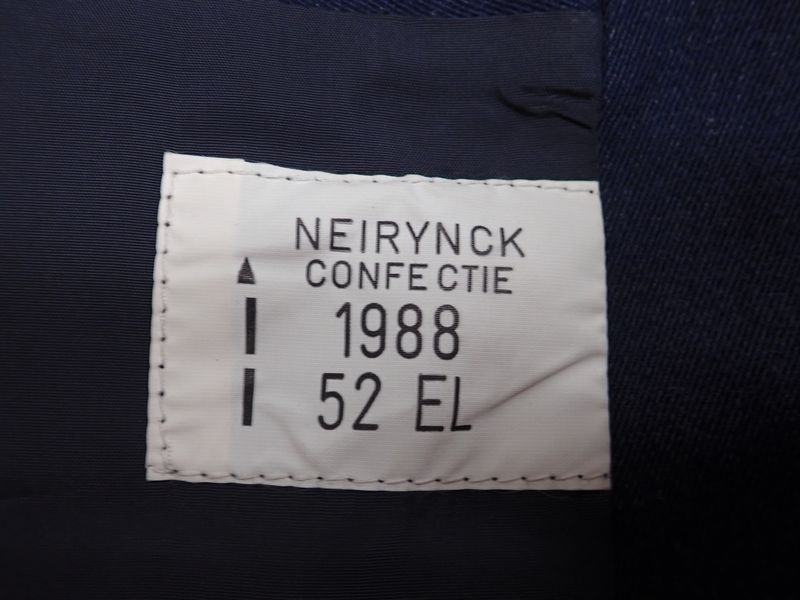 NEIRYNCK
CONFECTIE
1988
52 EL